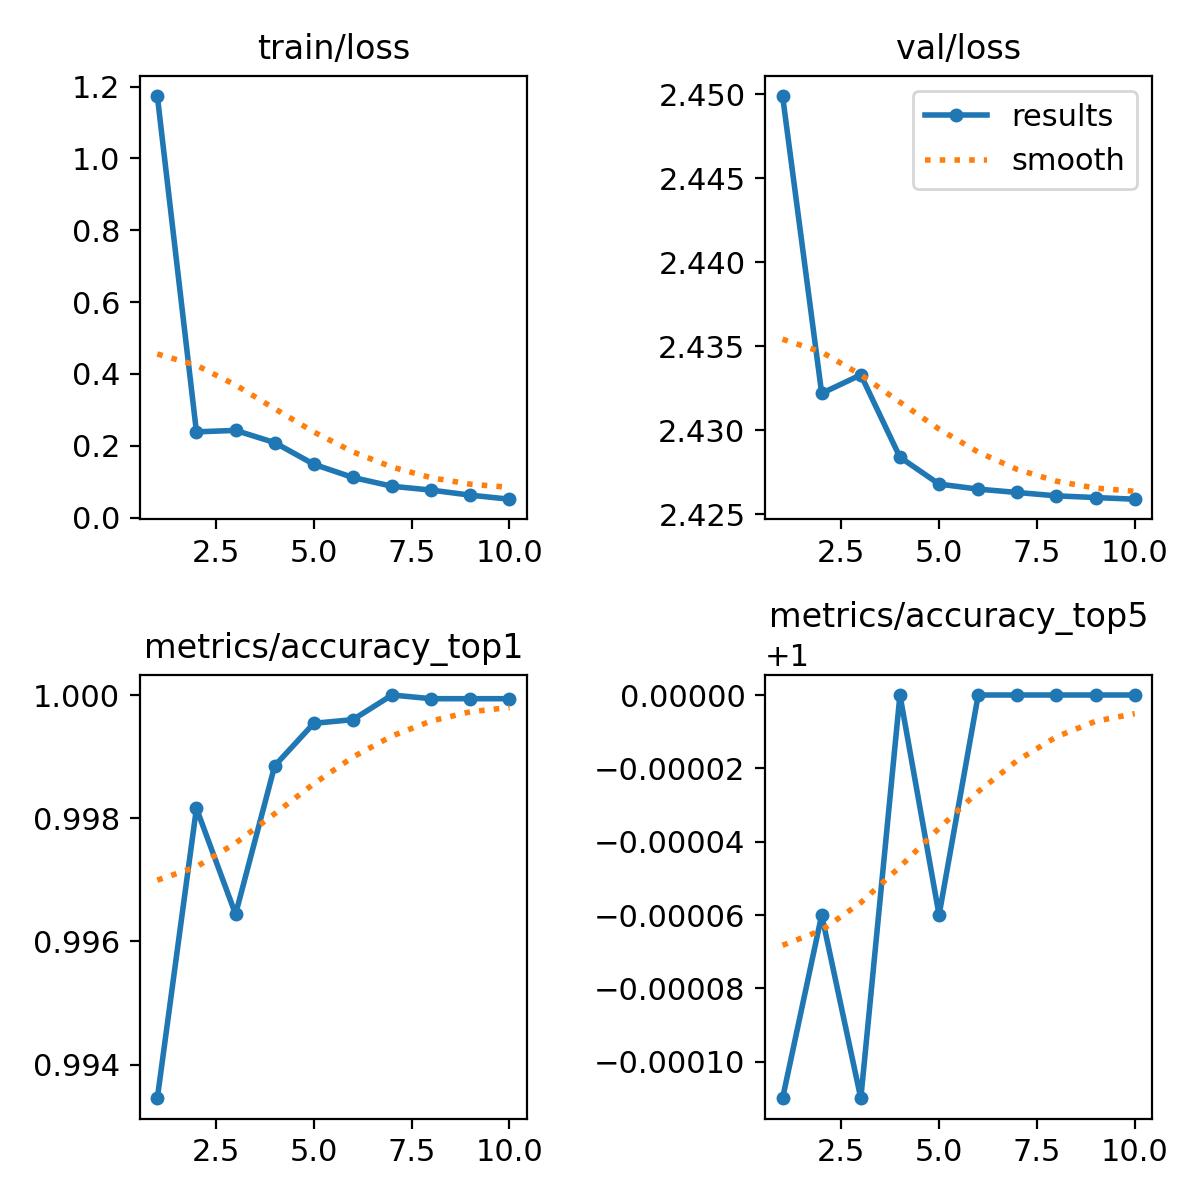 train/loss
1.2
1.0
0.8
0.6
0.4
0.2
0.0
2.5 5.0 7.5 10.0
val/loss
results
smooth
2.450
2.445
2.440
2.435
2.430
2.425
2.5 5.0 7.5 10.0
metrics/accuracy_top1
1.000
0.998
0.996
0.994
2.5 5.0 7.5 10.0
metrics/accuracy_top5
+1
0.00000
−0.00002
−0.00004
−0.00006
−0.00008
−0.00010
2.5 5.0 7.5 10.0